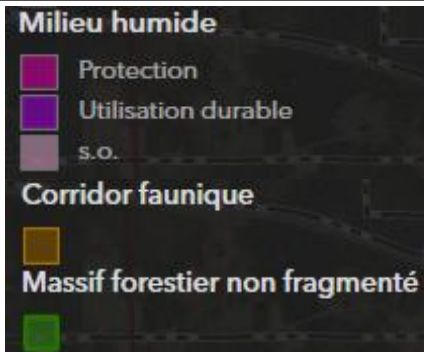 Milieu humide
Protection
Utilisation durable
s.o.
Corridor faunique
Massif forestier non fragmenté